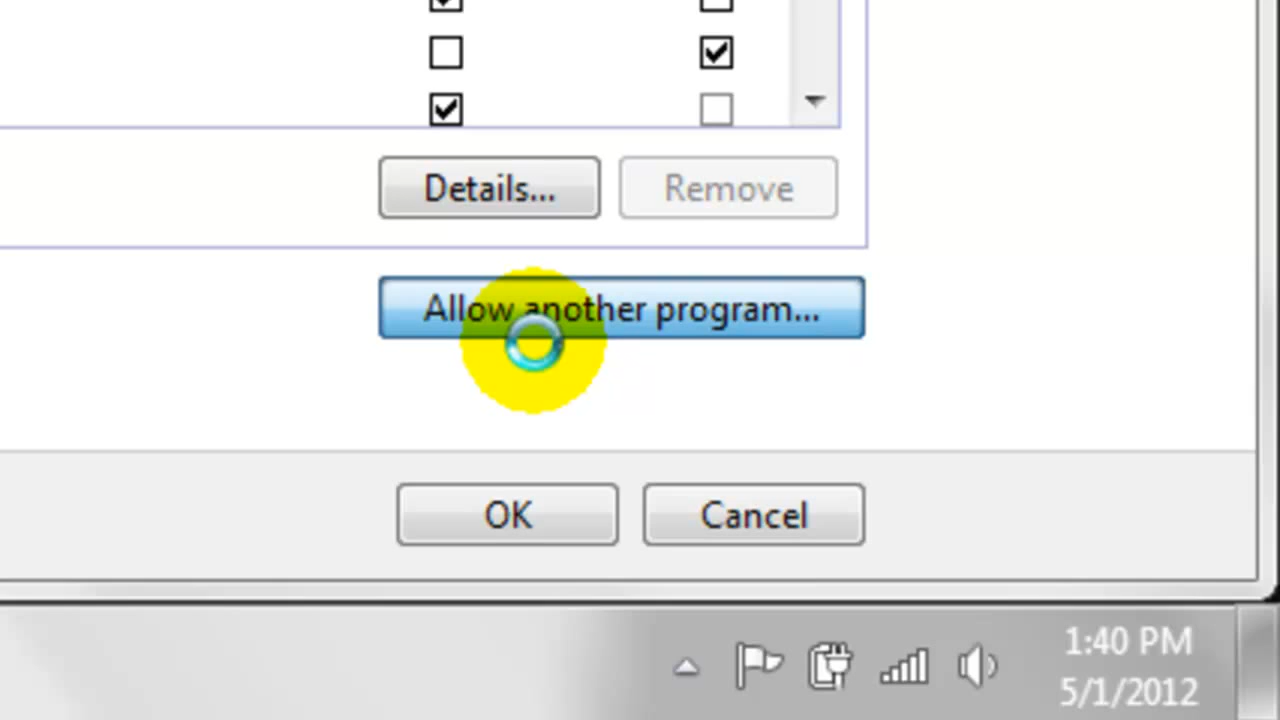 Details...
Remove
Allow another program...
OK
Cancel
1:40 PM
5/1/2012